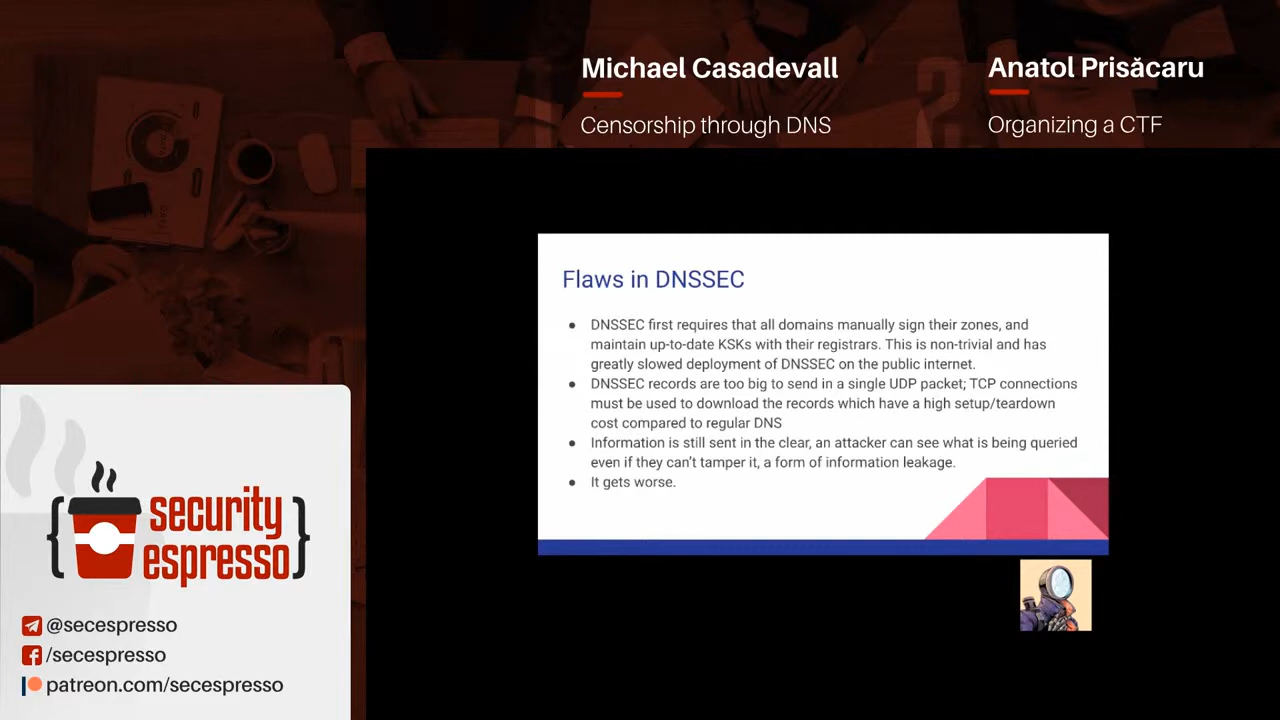 Michael Casadevall
Censorship through DNS
Anatol Prisăcaru
Organizing a CTF
Flaws in DNSSEC
● DNSSEC first requires that all domains manually sign their zones, and
maintain up-to-date KSKs with their registrars. This is non-trivial and has
greatly slowed deployment of DNSSEC on the public internet.
● DNSSEC records are too big to send in a single UDP packet; TCP connections
must be used to download the records which have a high setup/teardown
cost compared to regular DNS
● Information is still sent in the clear, an attacker can see what is being queried
even if they can't tamper it, a form of information leakage.
● It gets worse.
{ security
espresso }
@secespresso
/secespresso
patreon.com/secespresso